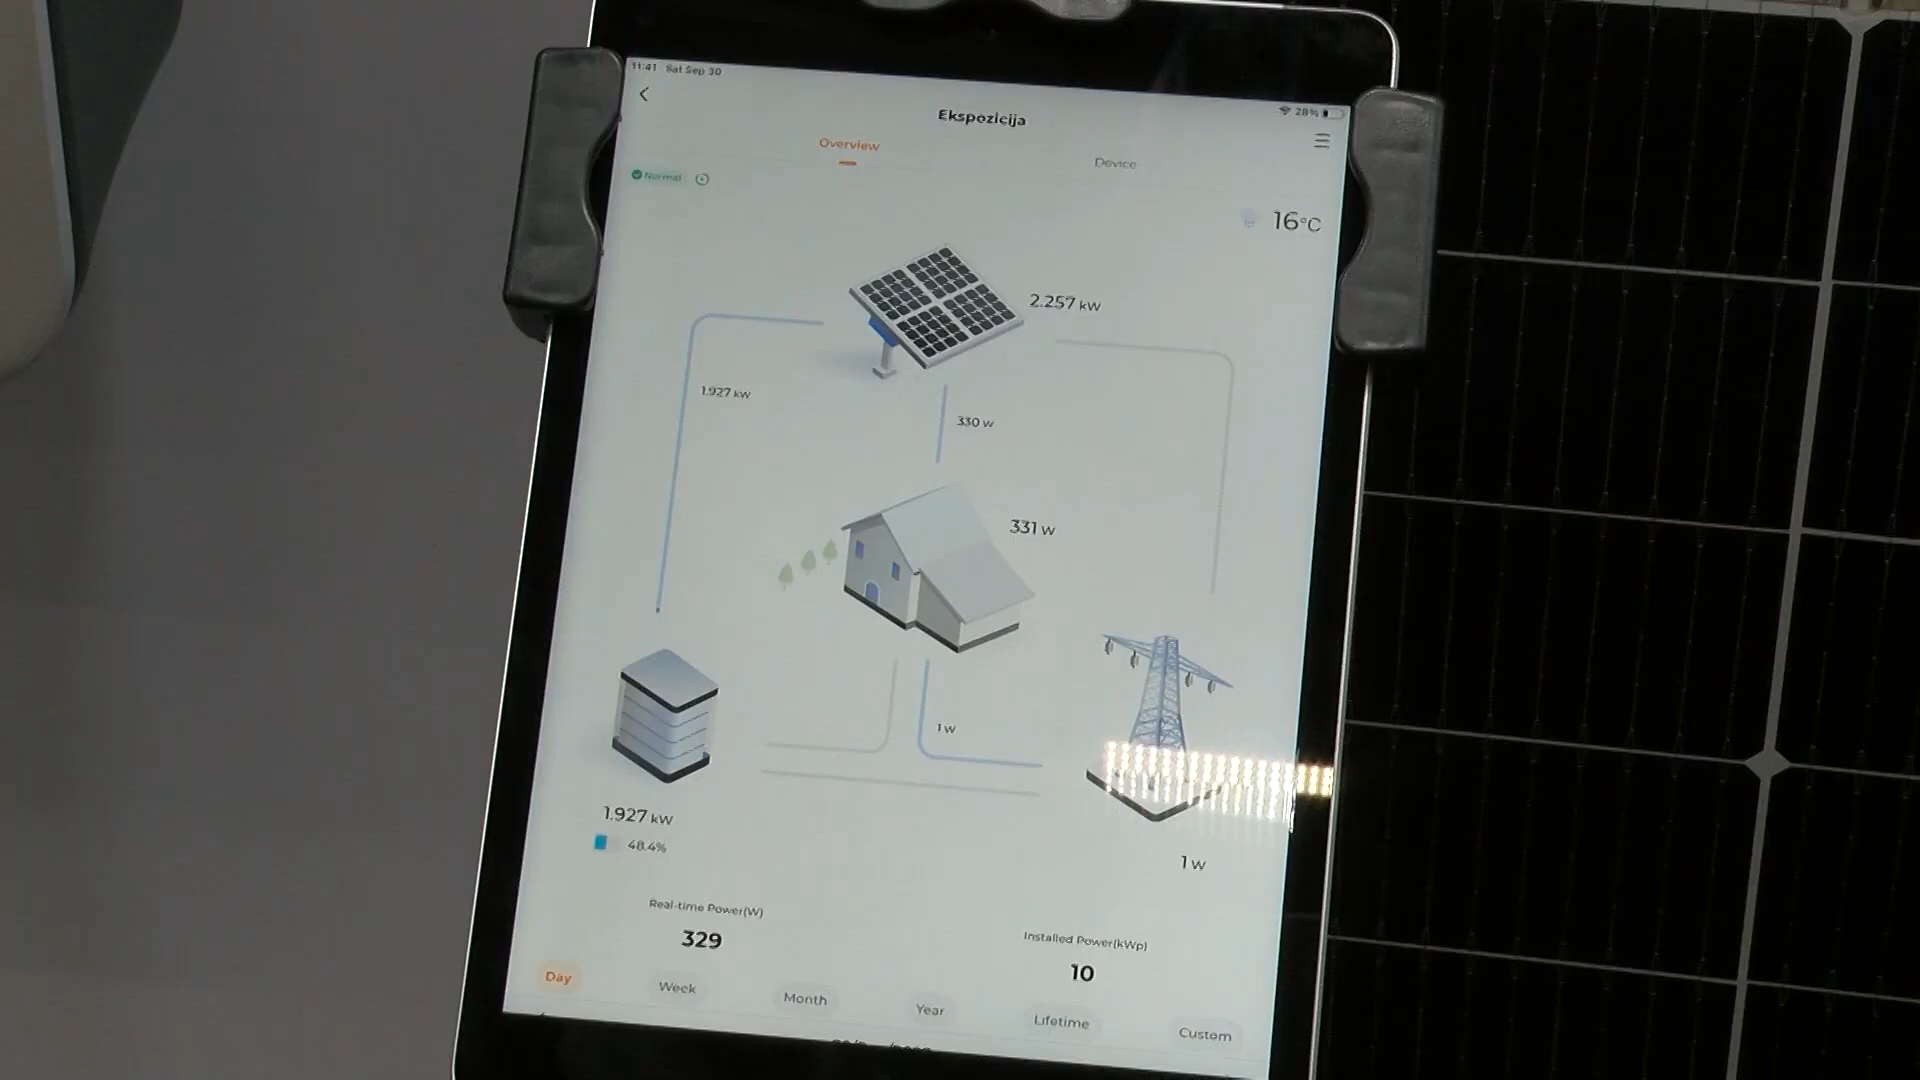 11:41 Sat Sep 30
28%
Ekspozicija
Overview
Device
Normal
16°C
2.257 kW
1.927 kW
330 W
331 W
1 W
1.927 kW
48.4%
1 W
Real-time Power(W)
329
Installed Power(kWp)
10
Day
Week
Month
Year
Lifetime
Custom